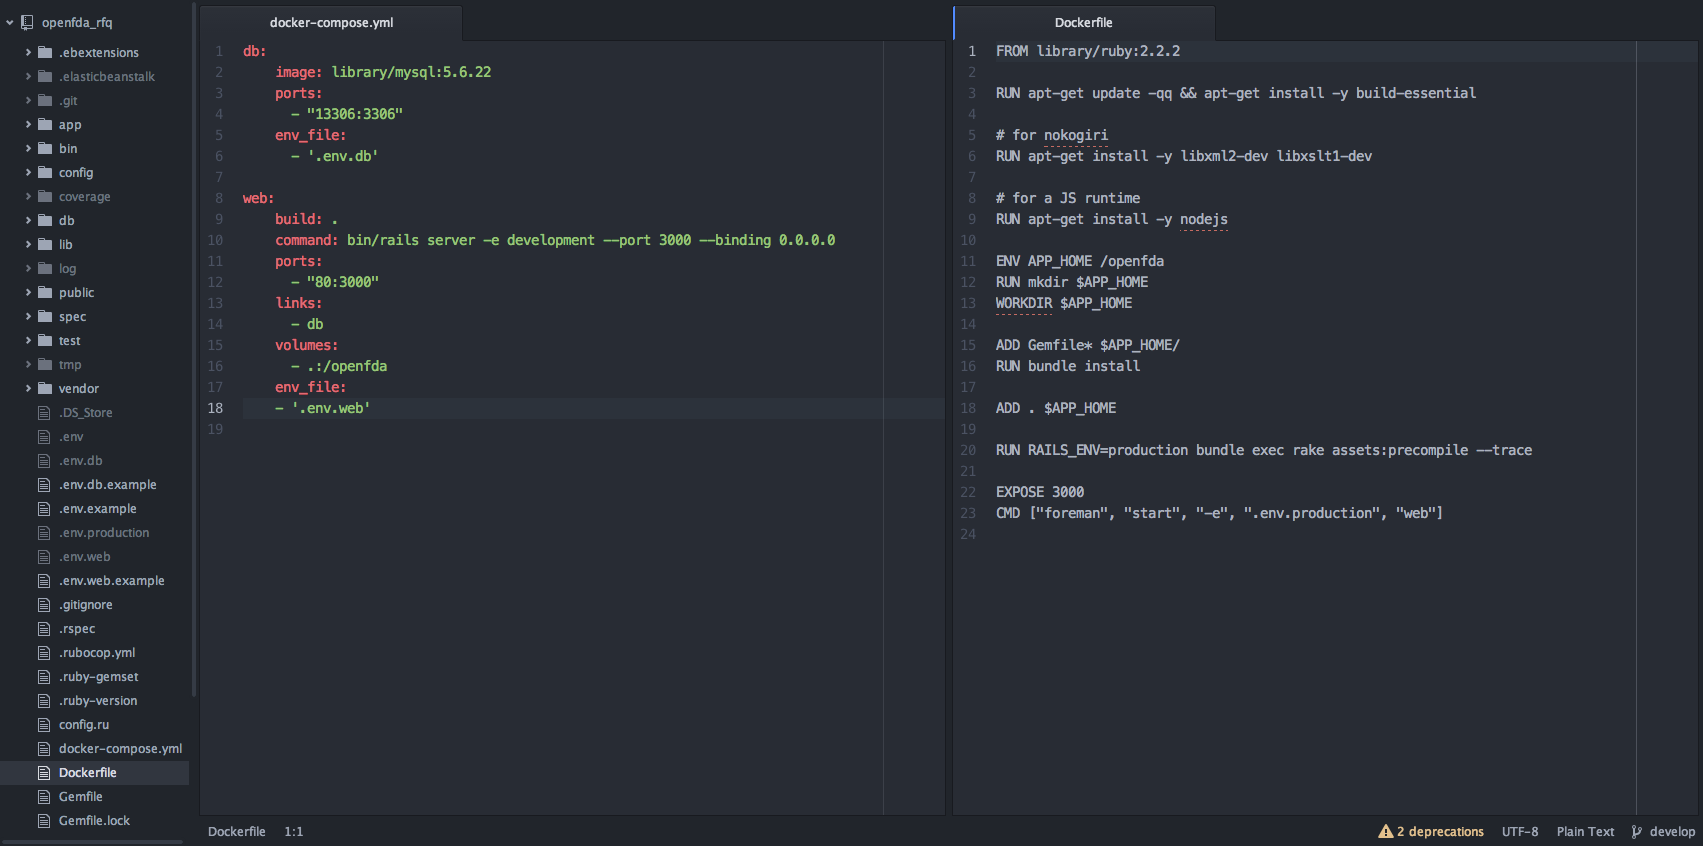 openfda_rfq
.ebextensions
.elasticbeanstalk
.git
app
bin
config
coverage
db
lib
log
public
spec
test
tmp
vendor
.DS_Store
.env
.env.db
.env.db.example
.env.example
.env.production
.env.web
.env.web.example
.gitignore
.rspec
.rubocop.yml
.ruby-gemset
.ruby-version
config.ru
docker-compose.yml
Dockerfile
Gemfile
Gemfile.lock
docker-compose.yml
1 db:
2     image: library/mysql:5.6.22
3     ports:
4       - "13306:3306"
5     env_file:
6       - '.env.db'
7
8 web:
9     build: .
10     command: bin/rails server -e development --port 3000 --binding 0.0.0.0
11     ports:
12       - "80:3000"
13     links:
14       - db
15     volumes:
16       - .:/openfda
17     env_file:
18     - '.env.web'
19
Dockerfile
1 FROM library/ruby:2.2.2
2
3 RUN apt-get update -qq && apt-get install -y build-essential
4
5 # for nokogiri
6 RUN apt-get install -y libxml2-dev libxslt1-dev
7
8 # for a JS runtime
9 RUN apt-get install -y nodejs
10
11 ENV APP_HOME /openfda
12 RUN mkdir $APP_HOME
13 WORKDIR $APP_HOME
14
15 ADD Gemfile* $APP_HOME/
16 RUN bundle install
17
18 ADD . $APP_HOME
19
20 RUN RAILS_ENV=production bundle exec rake assets:precompile --trace
21
22 EXPOSE 3000
23 CMD ["foreman", "start", "-e", ".env.production", "web"]
24
Dockerfile 1:1
2 deprecations UTF-8 Plain Text develop